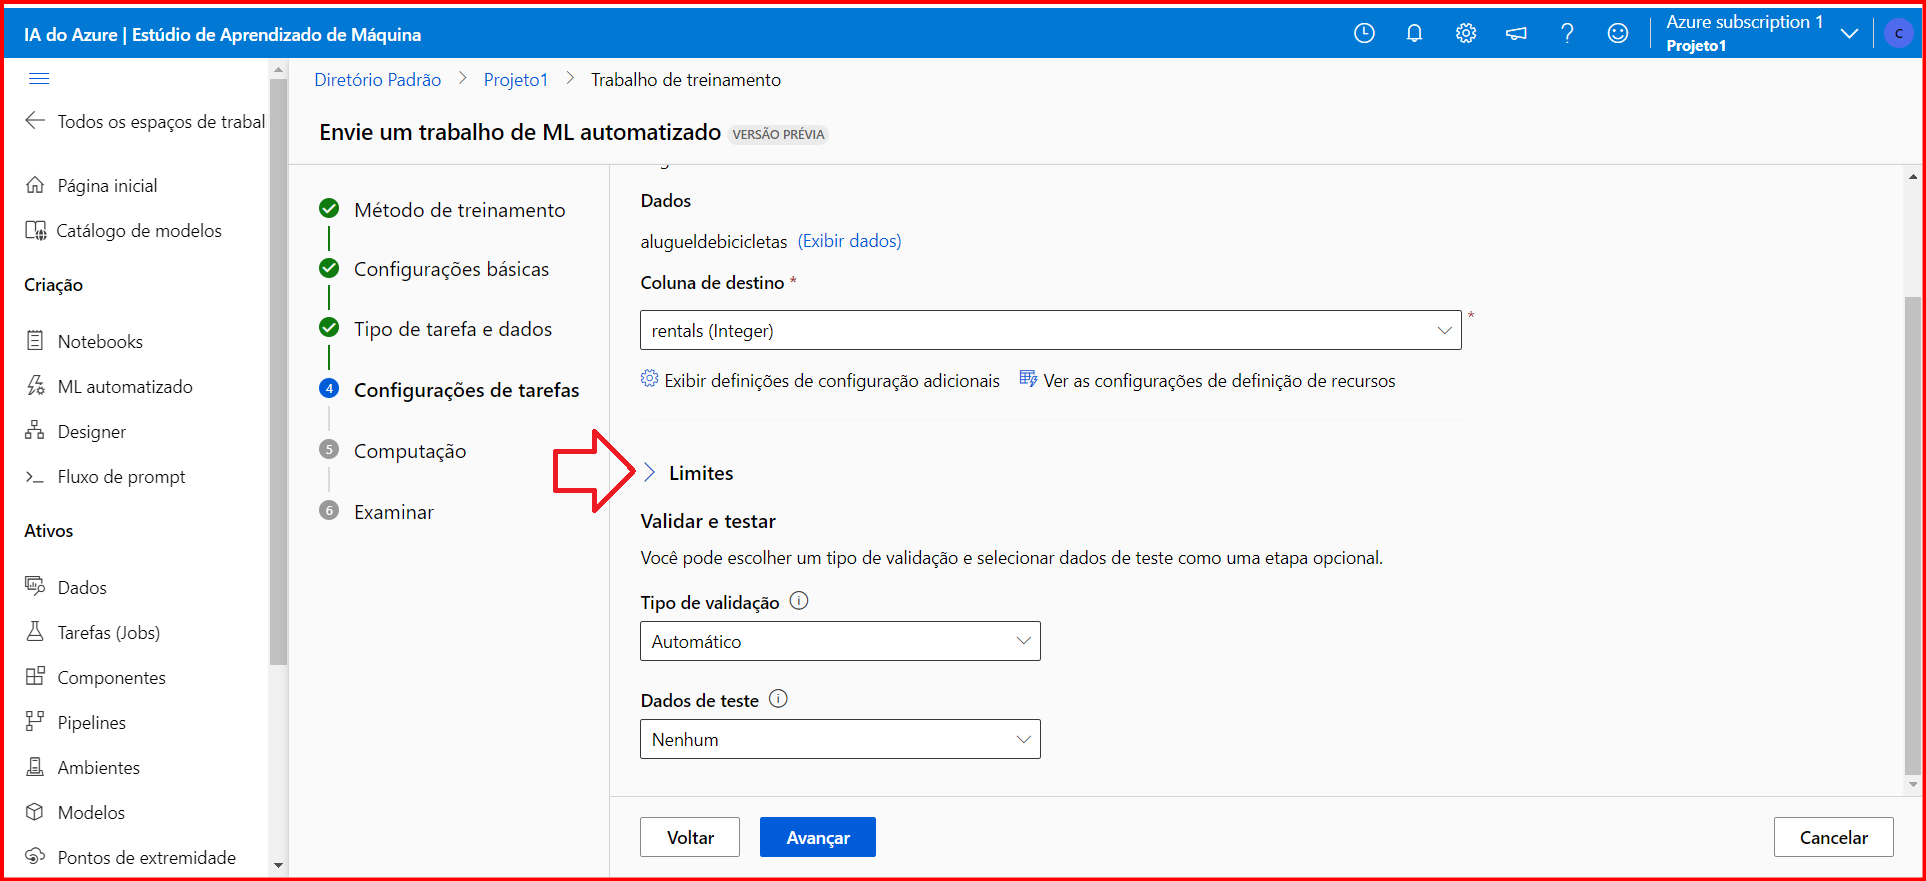 IA do Azure | Estúdio de Aprendizado de Máquina
Azure subscription 1
Projeto1
C
Todos os espaços de trabal
Página inicial
Catálogo de modelos
Criação
Notebooks
ML automatizado
Designer
Fluxo de prompt
Ativos
Dados
Tarefas (Jobs)
Componentes
Pipelines
Ambientes
Modelos
Pontos de extremidade
Diretório Padrão > Projeto1 > Trabalho de treinamento
Envie um trabalho de ML automatizado VERSÃO PRÉVIA
Método de treinamento
Configurações básicas
Tipo de tarefa e dados
4 Configurações de tarefas
5 Computação
6 Examinar
Dados
alugueldebicicletas (Exibir dados)
Coluna de destino *
rentals (Integer) *
Exibir definições de configuração adicionais Ver as configurações de definição de recursos
Limites
Validar e testar
Você pode escolher um tipo de validação e selecionar dados de teste como uma etapa opcional.
Tipo de validação
Automático
Dados de teste
Nenhum
Voltar Avançar Cancelar